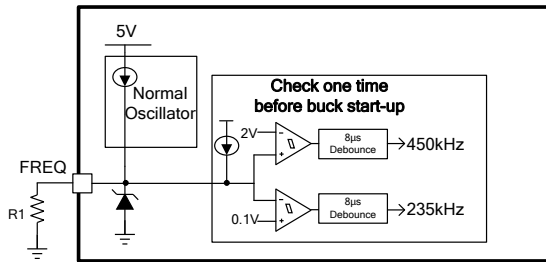 5V
Normal
Oscillator
Check one time
before buck start-up
2V
8µs
Debounce
450kHz
FREQ
R1
0.1V
8µs
Debounce
235kHz